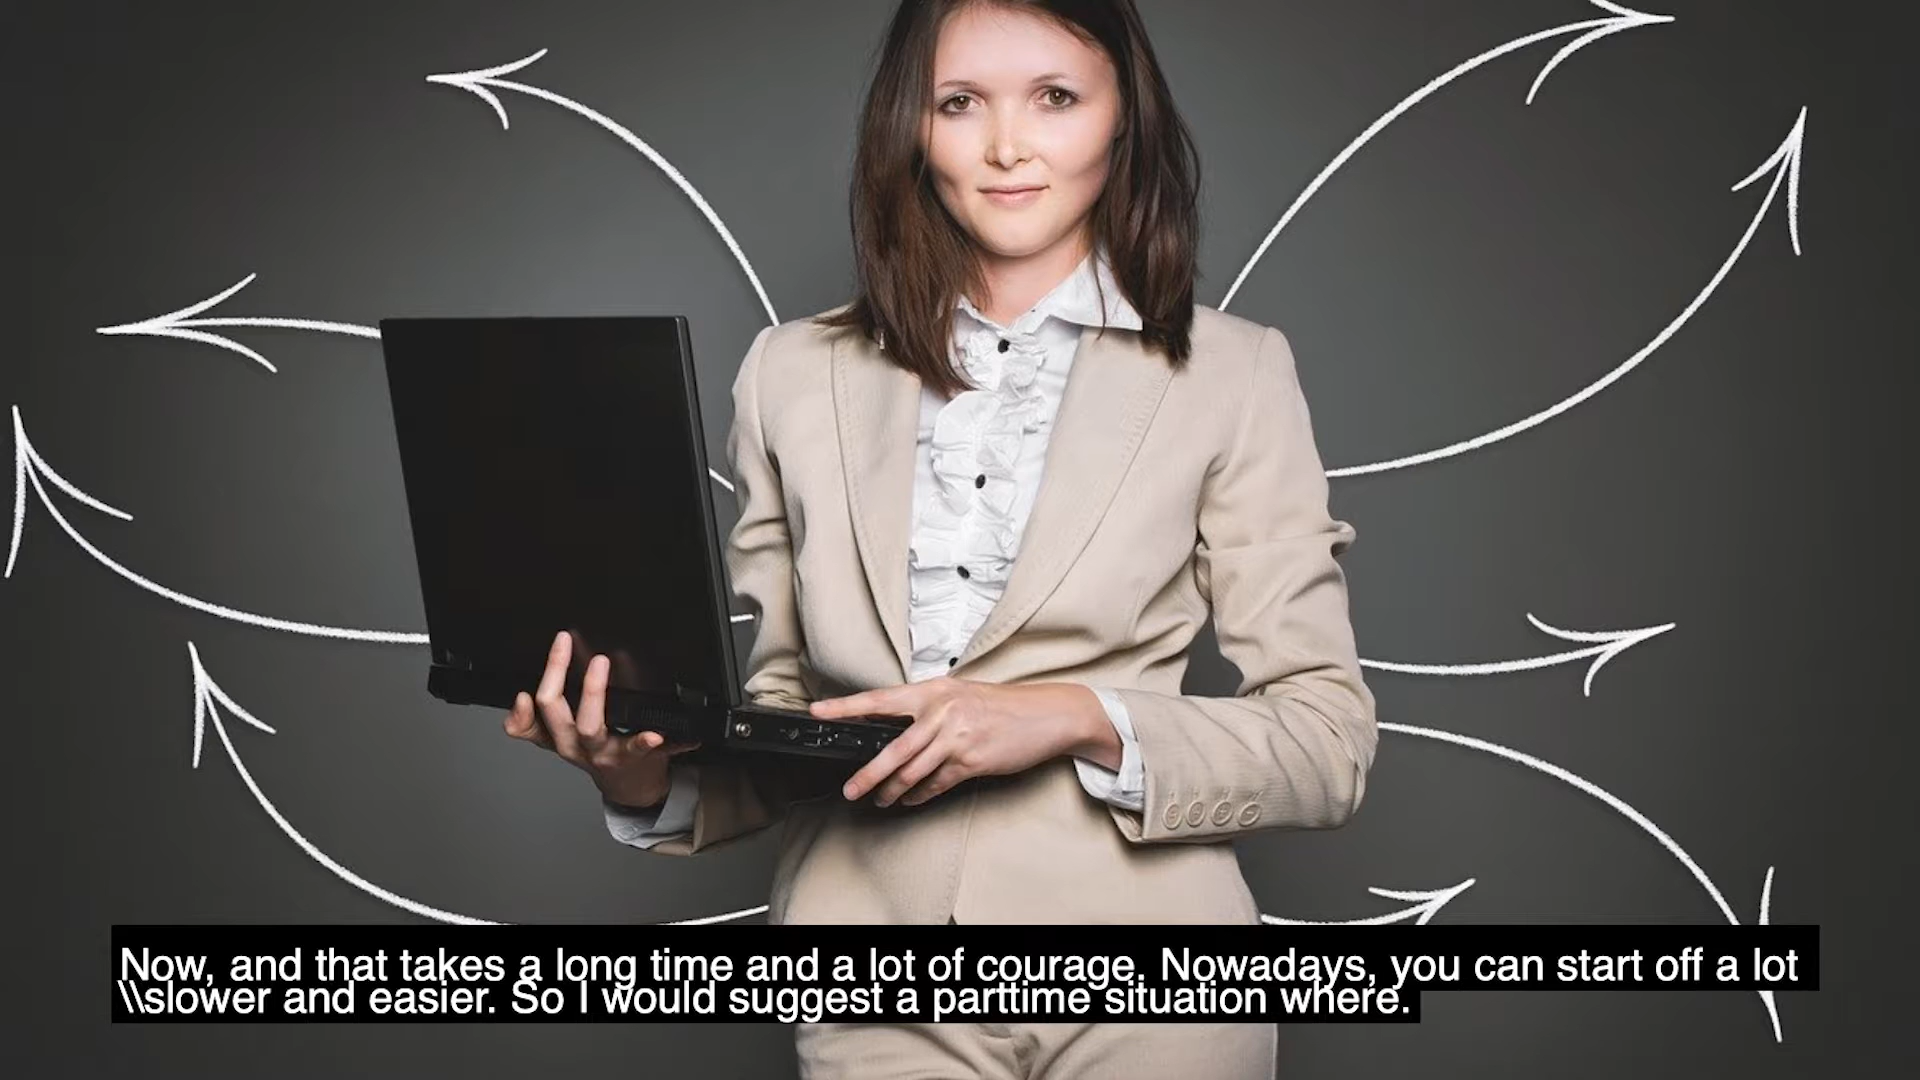 Now, and that takes a long time and a lot of courage. Nowadays, you can start off a lot
\\slower and easier. So I would suggest a parttime situation where.